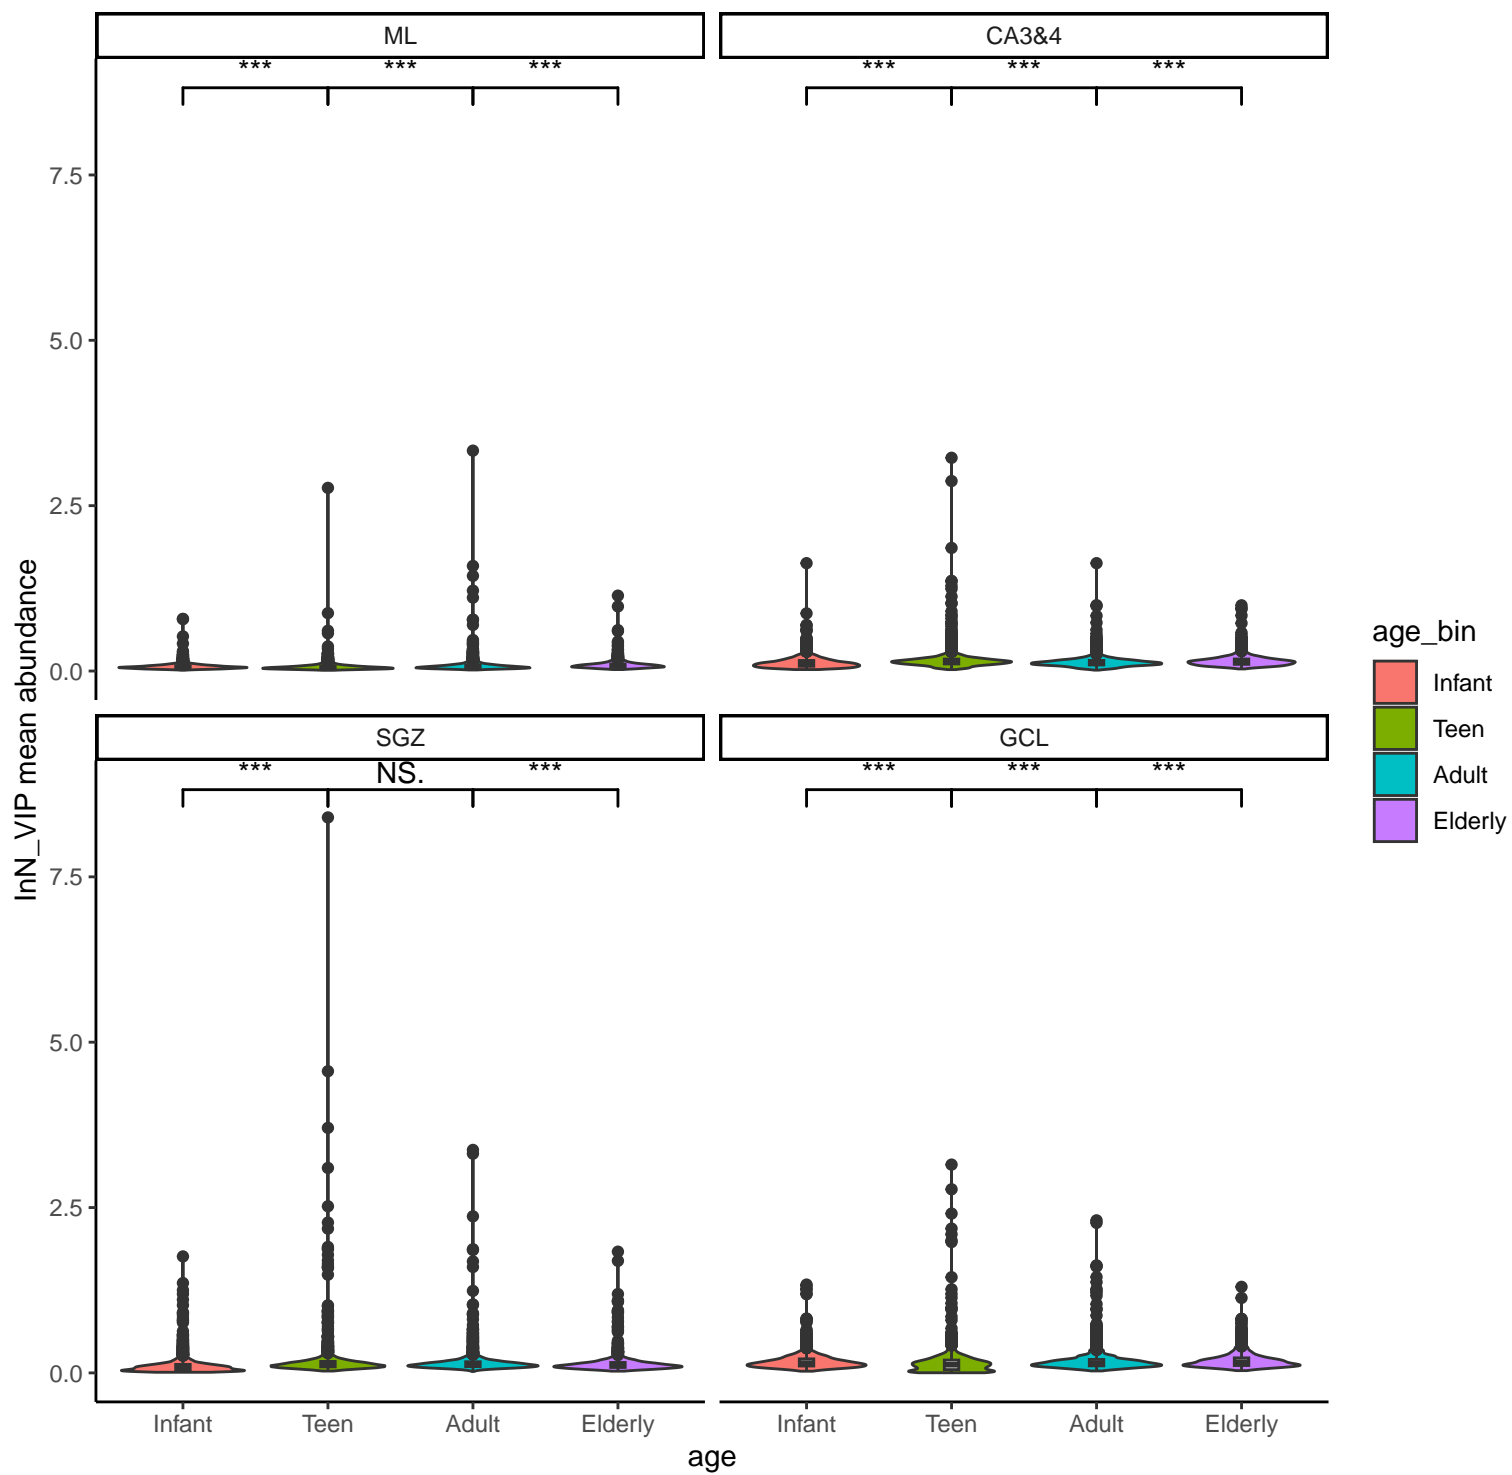 ML
CA3&4
*** *** ***
*** *** ***
7.5
5.0
2.5
0.0
SGZ
GCL
*** NS. ***
*** *** ***
7.5
5.0
2.5
0.0
Infant Teen Adult Elderly
Infant Teen Adult Elderly
age
InN_VIP mean abundance
age_bin
Infant
Teen
Adult
Elderly